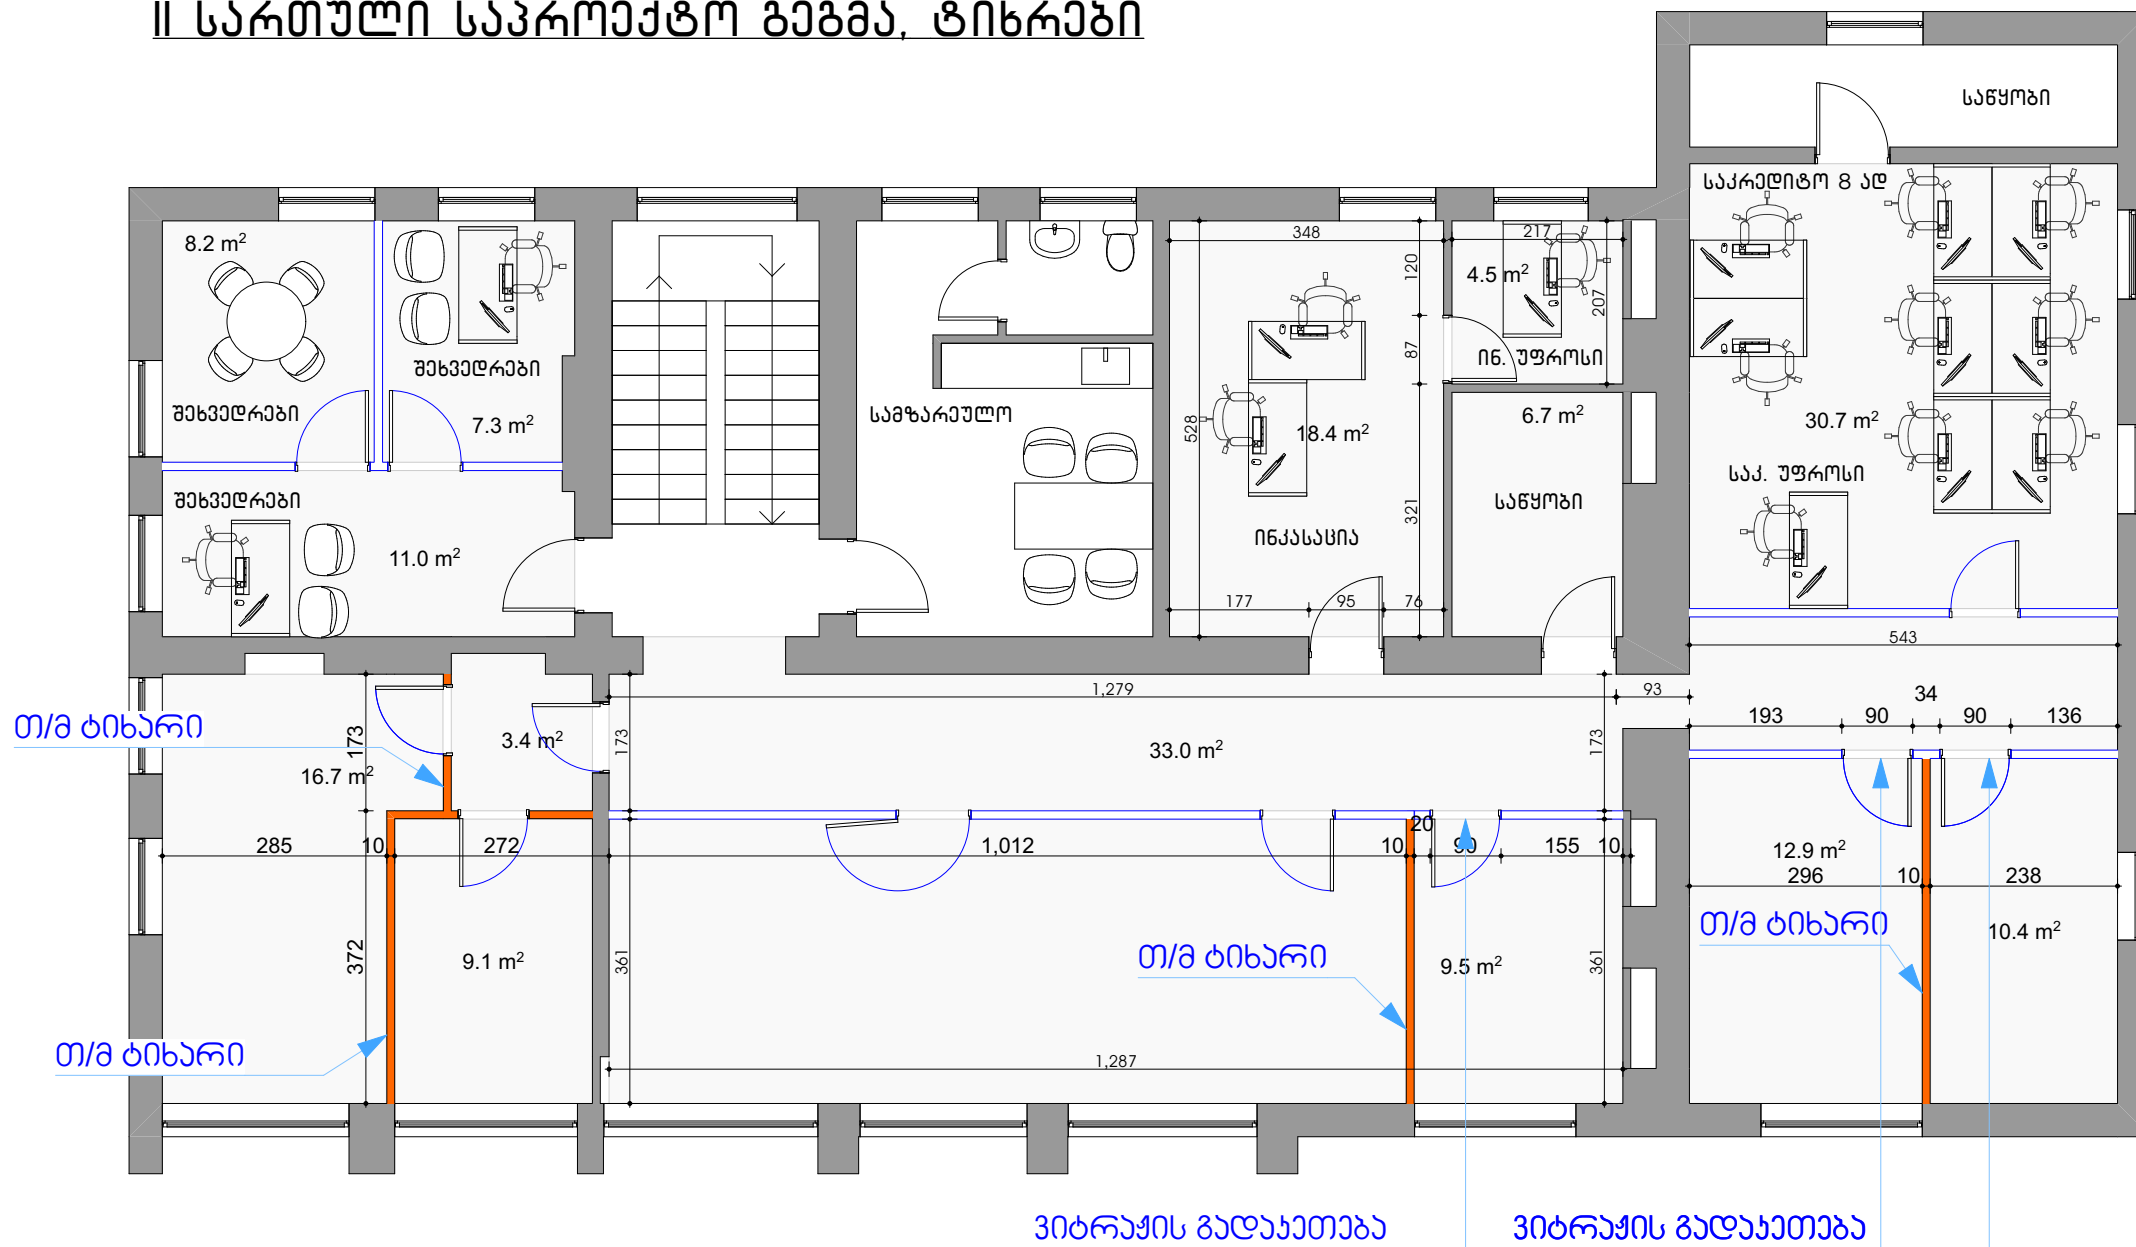 II სართული საპროექტო გეგმა, ტიხრები
საწყობი
საკრედიტო 8 ად
8.2 m²
348
217
120
4.5 m²
207
შეხვედრები
87
ინ. უფროსი
შეხვედრები
7.3 m²
სამზარეულო
528
18.4 m²
6.7 m²
30.7 m²
საკ. უფროსი
შეხვედრები
321
საწყობი
11.0 m²
ინკასაცია
177
95
76
543
1,279
93
34
თ/მ ტიხარი
173
3.4 m²
173
33.0 m²
173
193
90
90
136
16.7 m²
20
285
10
272
1,012
10
90
155
10
12.9 m²
296
10
238
თ/მ ტიხარი
10.4 m²
372
9.1 m²
361
თ/მ ტიხარი
9.5 m²
361
თ/მ ტიხარი
1,287
ვიტრაჟის გადაკეთება
ვიტრაჟის გადაკეთება